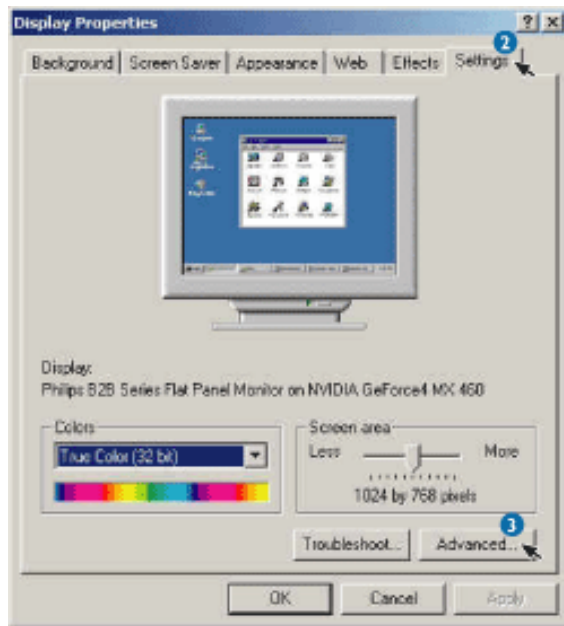 Display Properties
2
Background Screen Saver Appearance Web Effects Settings
Display:
Philips B2B Series Flat Panel Monitor on NVIDIA GeForce4 MX 460
Colors
True Color (32 bit)
Screen area
Less More
1024 by 768 pixels
3
Troubleshoot... Advanced...
OK Cancel Apply